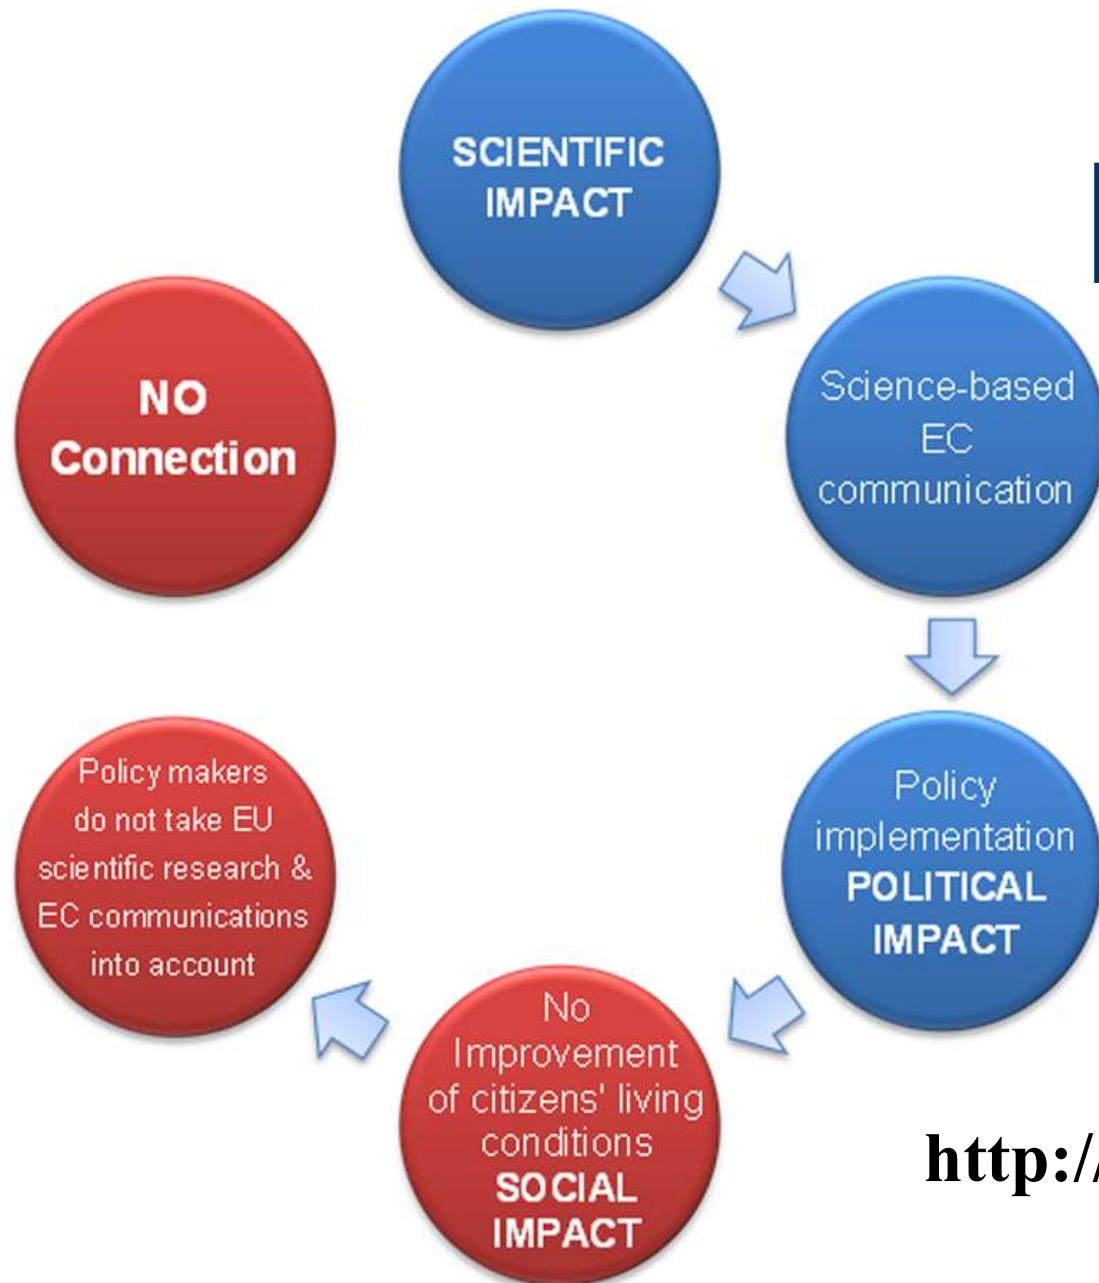 SCIENTIFIC
IMPACT
Science-based
EC
communication
Policy
implementation
POLITICAL
IMPACT
No
Improvement
of citizens' living
conditions
SOCIAL
IMPACT
Policy makers
do not take EU
scientific research &
EC communications
into account
NO
Connection
http://